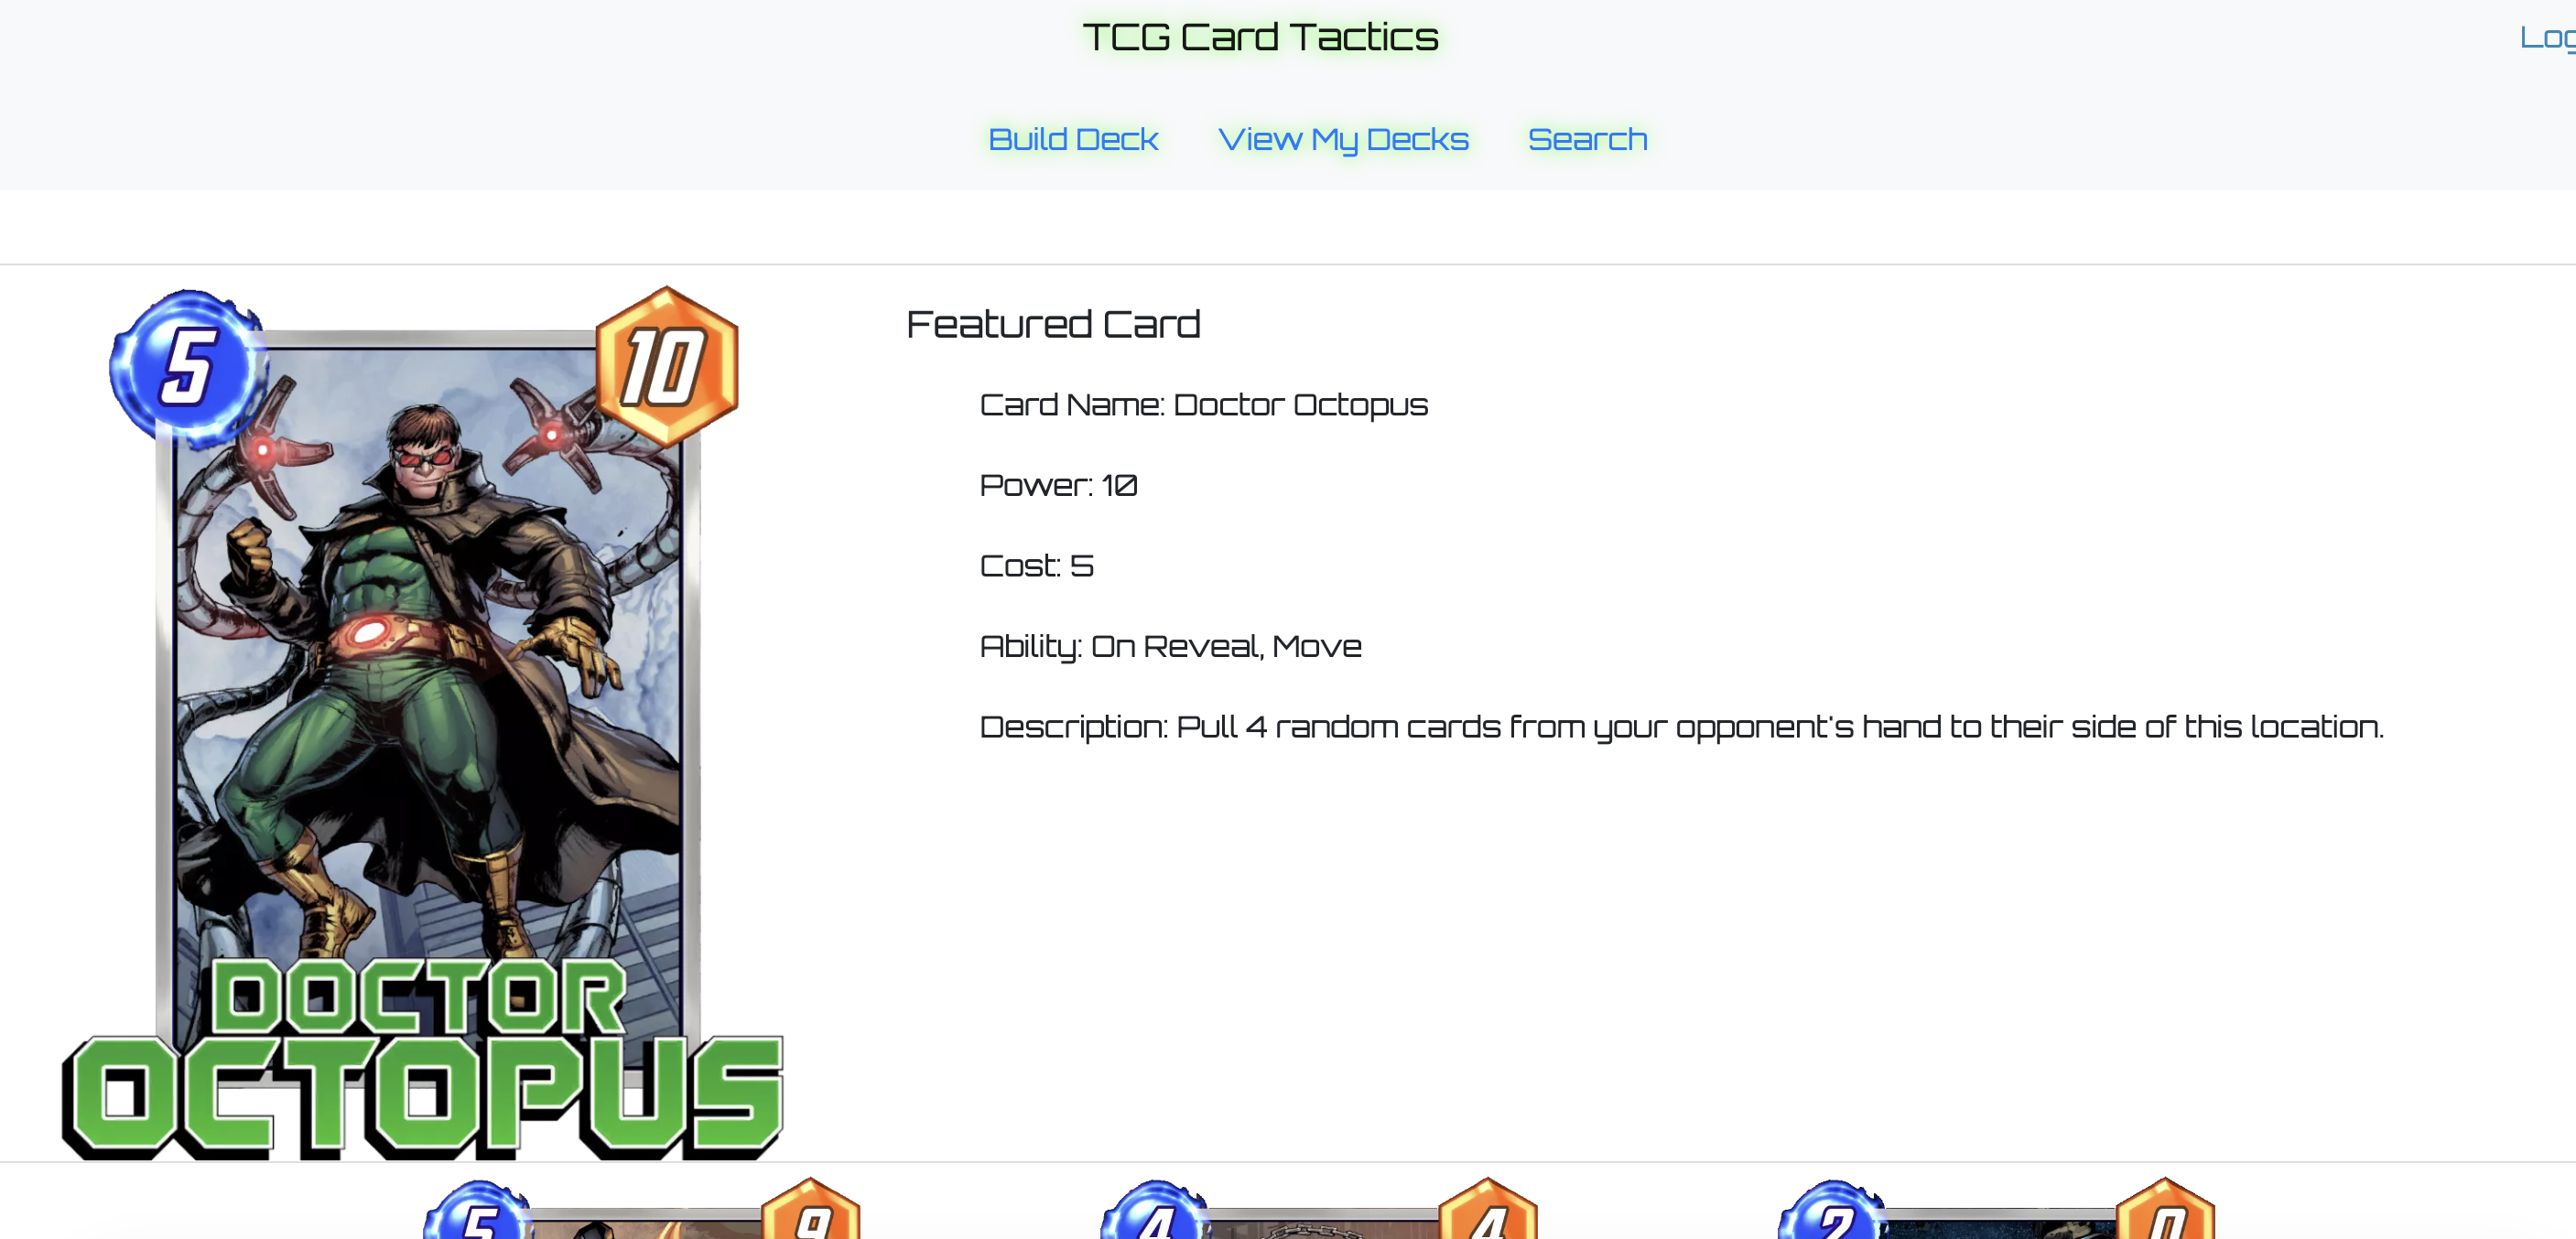 TCG Card Tactics
Log
Build Deck View My Decks Search
5 10
DOCTOR
OCTOPUS
Featured Card
Card Name: Doctor Octopus
Power: 10
Cost: 5
Ability: On Reveal, Move
Description: Pull 4 random cards from your opponent's hand to their side of this location.
5 9 4 4 2 0